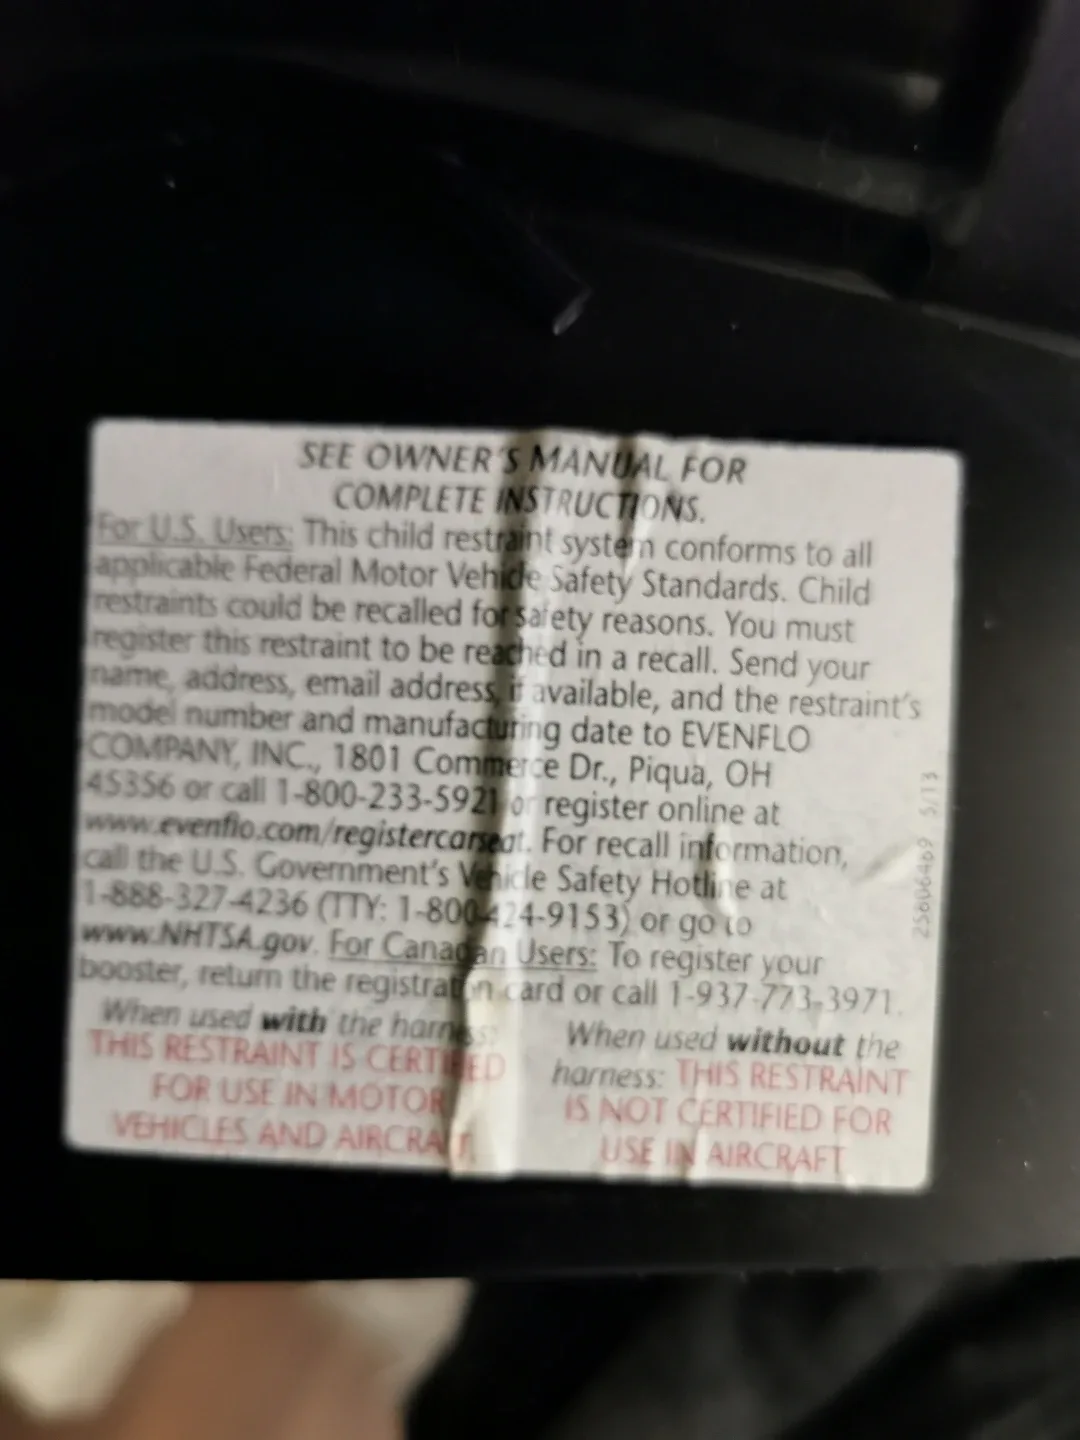 SEE OWNER'S MANUAL FOR
COMPLETE INSTRUCTIONS.
For U.S. Users: This child restraint system conforms to all
applicable Federal Motor Vehicle Safety Standards. Child
restraints could be recalled for safety reasons. You must
register this restraint to be reached in a recall. Send your
name, address, email address, if available, and the restraint's
model number and manufacturing date to EVENFLO
COMPANY, INC., 1801 Commerce Dr., Piqua, OH
45356 or call 1-800-233-5921 or register online at
www.evenflo.com/registercarseat. For recall information,
call the U.S. Government's Vehicle Safety Hotline at
1-888-327-4236 (TTY: 1-800-424-9153) or go to
www.NHTSA.gov. For Canadian Users: To register your
booster, return the registration card or call 1-937-773-3971.
When used with the harness:
THIS RESTRAINT IS CERTIFIED
FOR USE IN MOTOR
VEHICLES AND AIRCRAFT
When used without the
harness: THIS RESTRAINT
IS NOT CERTIFIED FOR
USE IN AIRCRAFT
25806469 5/13